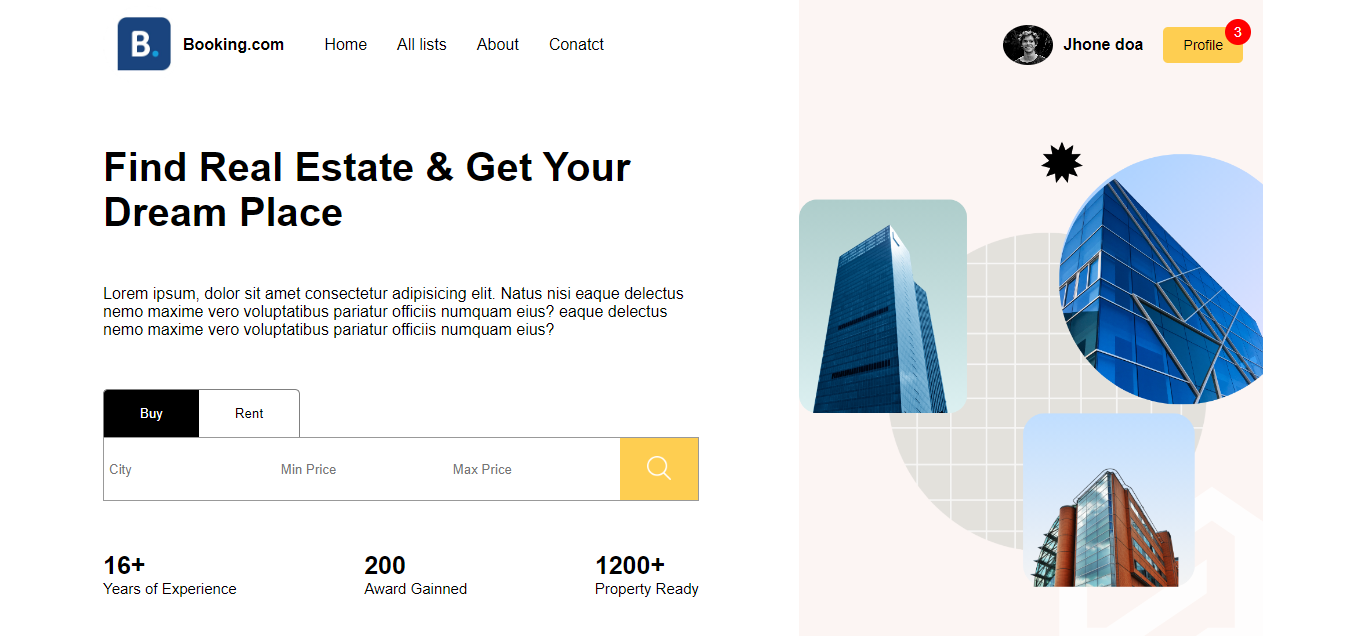 B.
Booking.com
Home
All lists
About
Conatct
Jhone doa
Profile
3
Find Real Estate & Get Your
Dream Place
Lorem ipsum, dolor sit amet consectetur adipisicing elit. Natus nisi eaque delectus
nemo maxime vero voluptatibus pariatur officiis numquam eius? eaque delectus
nemo maxime vero voluptatibus pariatur officiis numquam eius?
Buy
Rent
City
Min Price
Max Price
16+
Years of Experience
200
Award Gainned
1200+
Property Ready